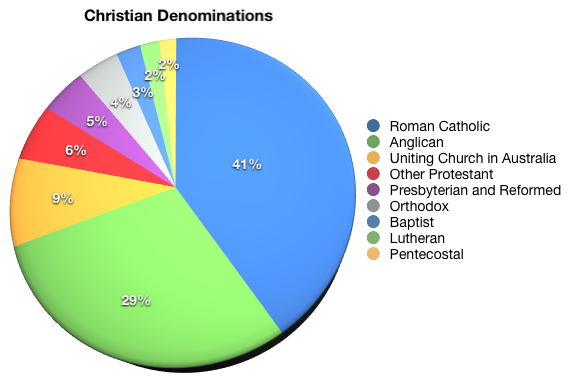 Christian Denominations
2%
2%
3%
4%
5%
6%
9%
41%
29%
Roman Catholic
Anglican
Uniting Church in Australia
Other Protestant
Presbyterian and Reformed
Orthodox
Baptist
Lutheran
Pentecostal